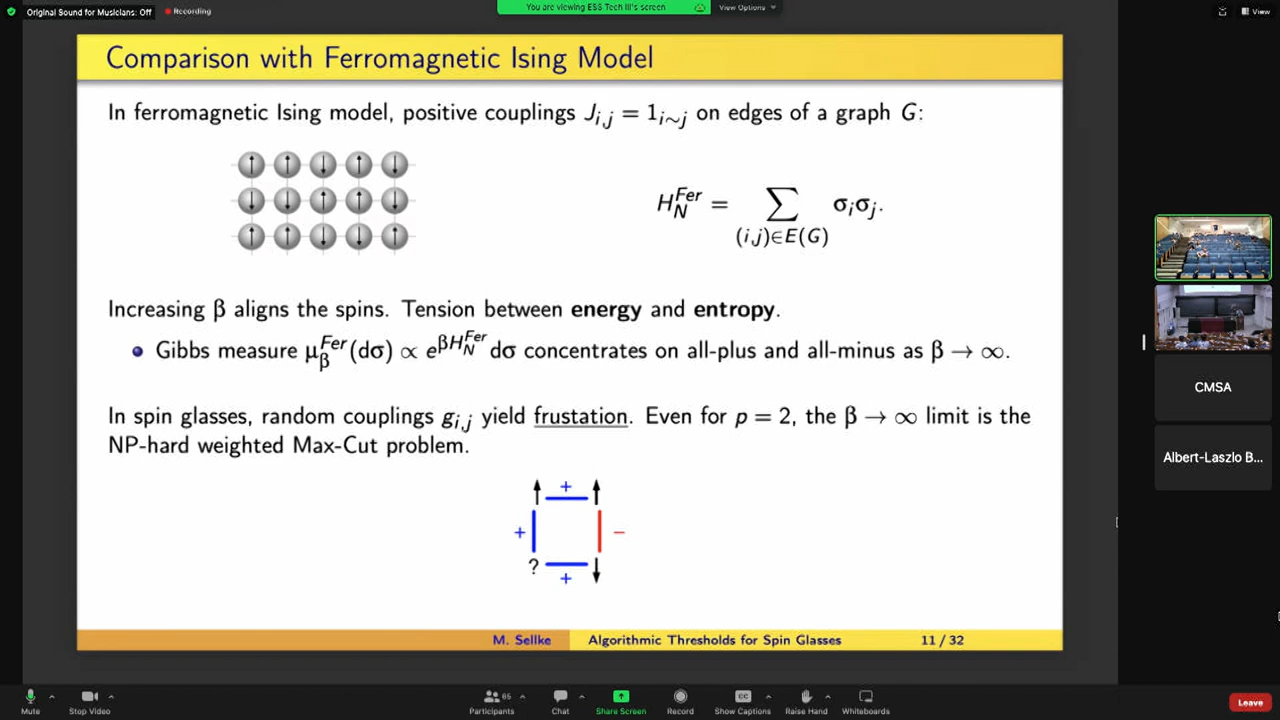 Original Sound for Musicians: Off
Recording
You are viewing ESS Tech III's screen
View Options
View
Comparison with Ferromagnetic Ising Model
In ferromagnetic Ising model, positive couplings J_{i,j} = 1_{i∼j} on edges of a graph G:
H_N^{Fer} = ∑_{(i,j)∈E(G)} σ_iσ_j.
Increasing β aligns the spins. Tension between energy and entropy.
Gibbs measure μ_β^{Fer}(dσ) ∝ e^{βH_N^{Fer}} dσ concentrates on all-plus and all-minus as β → ∞.
In spin glasses, random couplings g_{i,j} yield frustation. Even for p = 2, the β → ∞ limit is the
NP-hard weighted Max-Cut problem.
+
+ −
?
+
M. Sellke Algorithmic Thresholds for Spin Glasses 11 / 32
CMSA
Albert-Laszlo B...
Mute
Stop Video
65
Participants
Chat
Share Screen
Record
CC
Show Captions
Raise Hand
Whiteboards
Leave